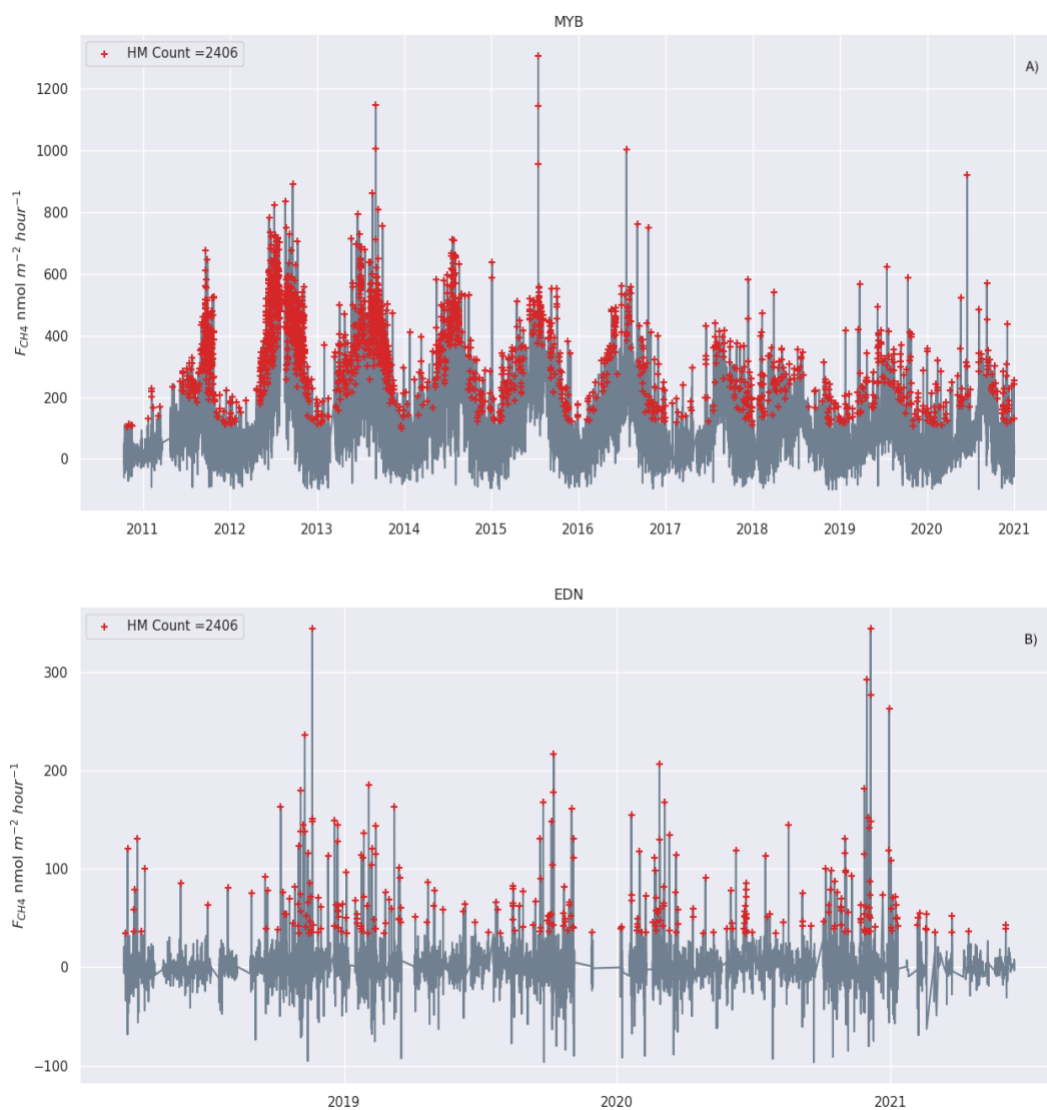 MYB
HM Count =2406
A)
1200
1000
800
600
400
200
0
F_CH4 nmol m⁻² hour⁻¹
2011 2012 2013 2014 2015 2016 2017 2018 2019 2020 2021
EDN
HM Count =2406
B)
300
200
100
0
−100
F_CH4 nmol m⁻² hour⁻¹
2019 2020 2021